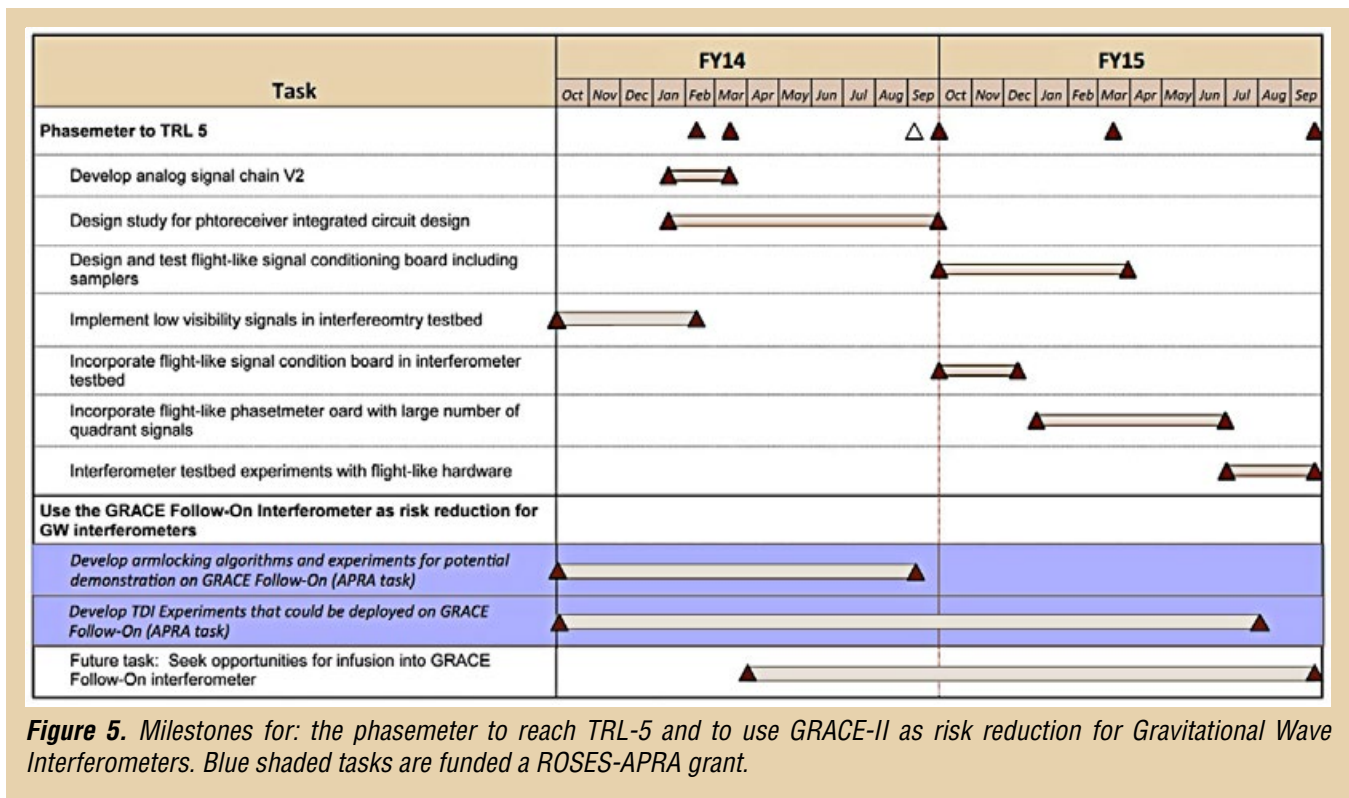 Task
FY14
FY15
Oct Nov Dec Jan Feb Mar Apr May Jun Jul Aug Sep Oct Nov Dec Jan Feb Mar Apr May Jun Jul Aug Sep
Phasemeter to TRL 5
Develop analog signal chain V2
Design study for phtoreceiver integrated circuit design
Design and test flight-like signal conditioning board including
samplers
Implement low visibility signals in interfereomtry testbed
Incorporate flight-like signal condition board in interferometer
testbed
Incorporate flight-like phasetmeter oard with large number of
quadrant signals
Interferometer testbed experiments with flight-like hardware
Use the GRACE Follow-On Interferometer as risk reduction for
GW interferometers
Develop armlocking algorithms and experiments for potential
demonstration on GRACE Follow-On (APRA task)
Develop TDI Experiments that could be deployed on GRACE
Follow-On (APRA task)
Future task: Seek opportunities for infusion into GRACE
Follow-On interferometer
Figure 5. Milestones for: the phasemeter to reach TRL-5 and to use GRACE-II as risk reduction for Gravitational Wave
Interferometers. Blue shaded tasks are funded a ROSES-APRA grant.